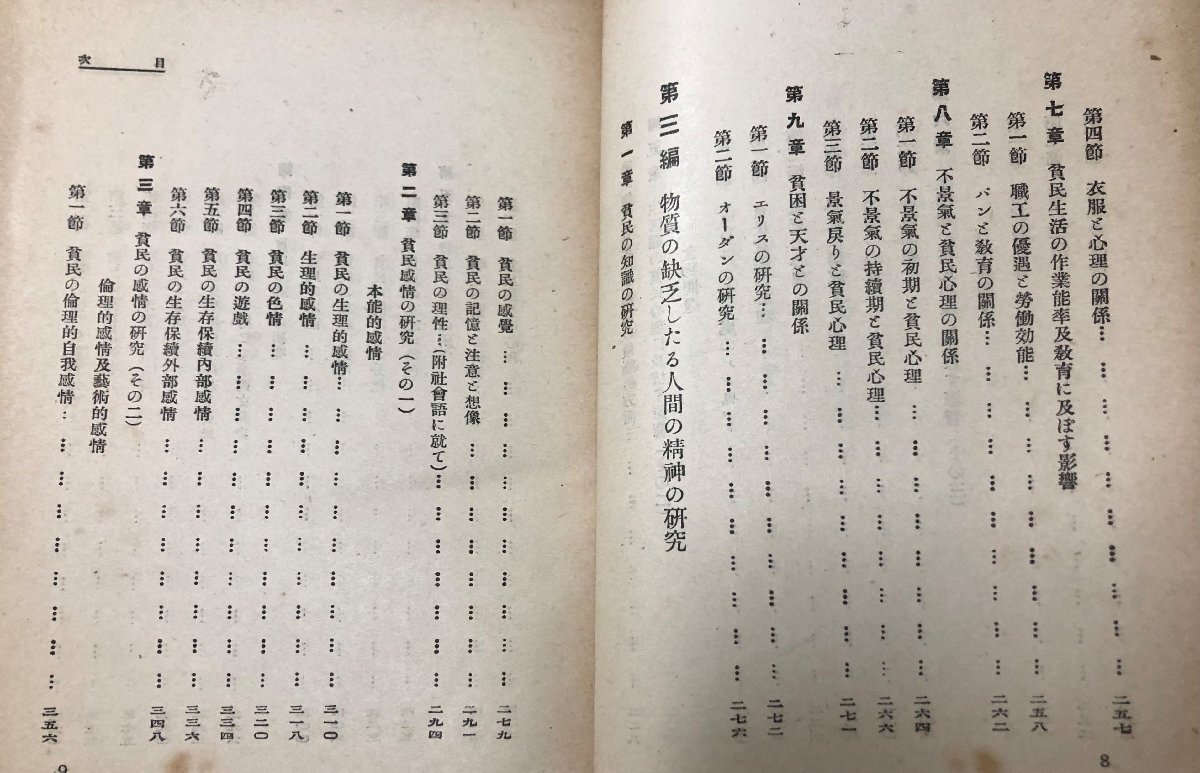 第四節 衣服と心理の關係… … … … … … … … … … 二五七
第七章 貧民生活の作業能率及敎育に及ぼす影響
第一節 職工の優遇と勞働効能… … … … … … … … … 二五八
第二節 パンと敎育の關係… … … … … … … … … … 二六二
第八章 不景氣と貧民心理の關係
第一節 不景氣の初期と貧民心理 … … … … … … … … 二六四
第二節 不景氣の持續期と貧民心理… … … … … … … … 二六六
第三節 景氣戾りと貧民心理 … … … … … … … … … 二七一
第九章 貧困と天才との關係
第一節 エリスの硏究… … … … … … … … … … … 二七二
第二節 オーダンの硏究 … … … … … … … … … … 二七六
第三編 物質の缺乏したる人間の精神の硏究
第一章 貧民の知識の硏究
8
目次
第一節 貧民の感覺 … … … … … … … … … … 二七九
第二節 貧民の記憶と注意と想像 … … … … … … … … 二九一
第三節 貧民の理性…(附社會語に就て)… … … … … … … 二九四
第二章 貧民感情の硏究(その一)
本能的感情
第一節 貧民の生理的感情… … … … … … … … … … 三一〇
第二節 生理的感情 … … … … … … … … … … 三一八
第三節 貧民の色情 … … … … … … … … … … … 三二〇
第四節 貧民の遊戲 … … … … … … … … … … … 三三四
第五節 貧民の生存保續內部感情 … … … … … … … … 三三六
第六節 貧民の生存保續外部感情 … … … … … … … … 三四八
第三章 貧民の感情の硏究(その二)
倫理的感情及藝術的感情
第一節 貧民の倫理的自我感情… … … … … … … … … 三五六
9